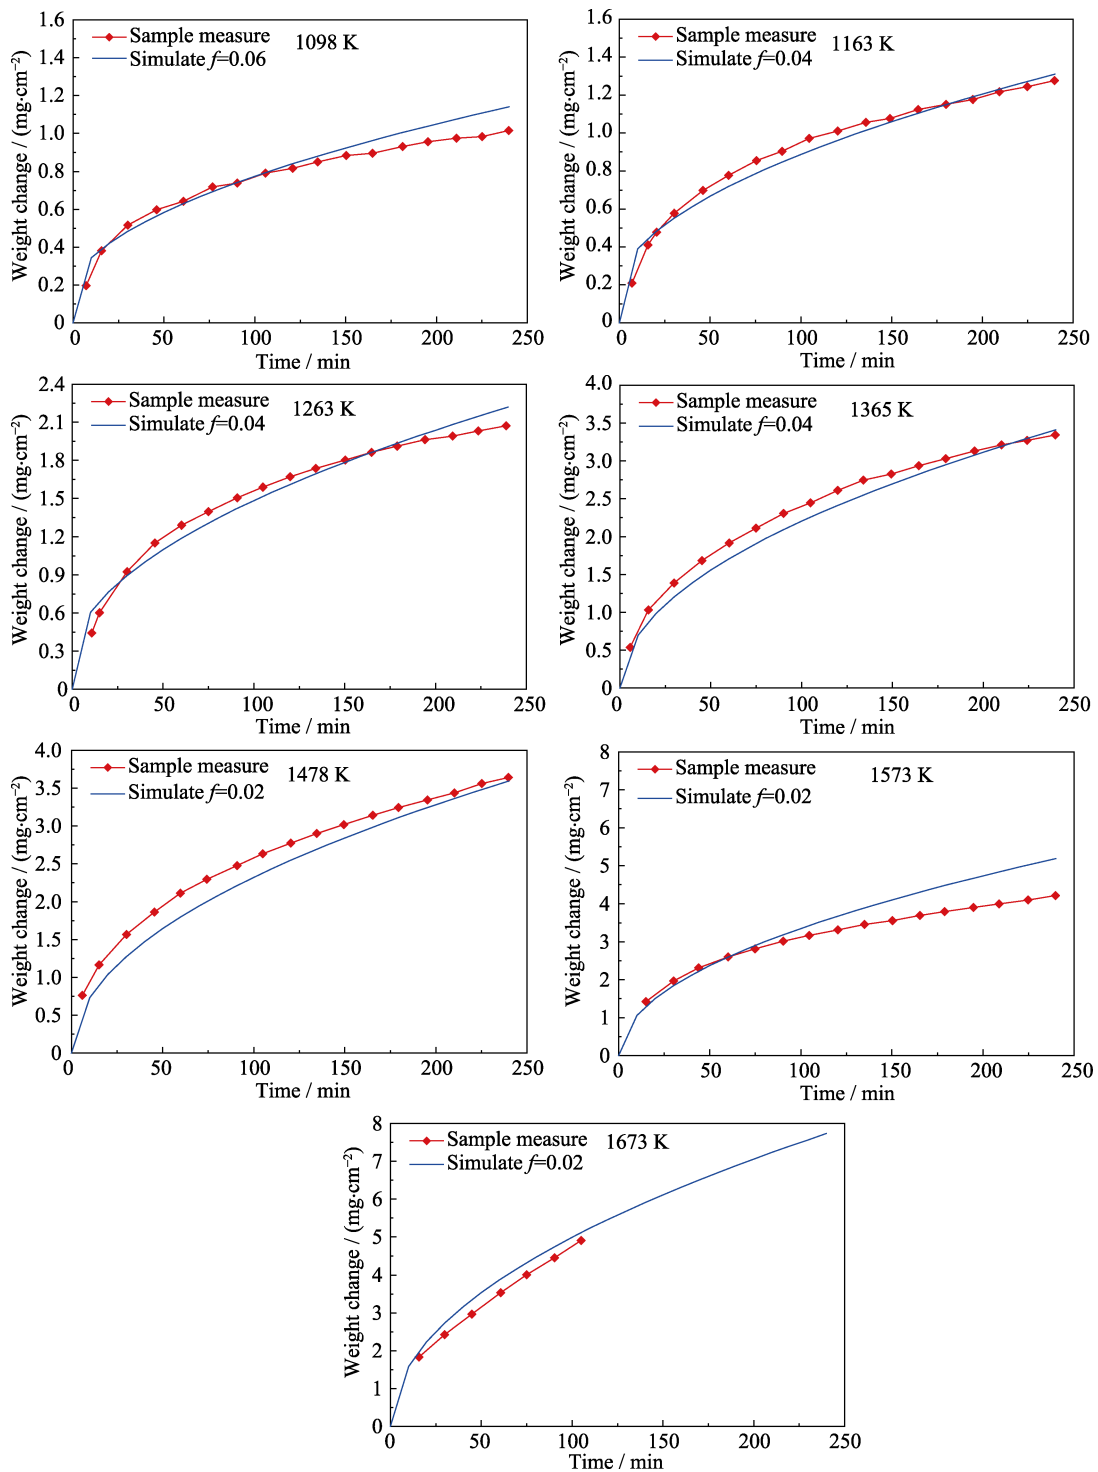 Sample measure
1098 K
Simulate f=0.06
Weight change / (mg·cm⁻²)
1.6
1.4
1.2
1.0
0.8
0.6
0.4
0.2
0
0 50 100 150 200 250
Time / min
Sample measure
1163 K
Simulate f=0.04
Weight change / (mg·cm⁻²)
1.6
1.4
1.2
1.0
0.8
0.6
0.4
0.2
0
0 50 100 150 200 250
Time / min
Sample measure
1263 K
Simulate f=0.04
Weight change / (mg·cm⁻²)
2.4
2.1
1.8
1.5
1.2
0.9
0.6
0.3
0
0 50 100 150 200 250
Time / min
Sample measure
1365 K
Simulate f=0.04
Weight change / (mg·cm⁻²)
4.0
3.5
3.0
2.5
2.0
1.5
1.0
0.5
0
0 50 100 150 200 250
Time / min
Sample measure
1478 K
Simulate f=0.02
Weight change / (mg·cm⁻²)
4.0
3.5
3.0
2.5
2.0
1.5
1.0
0.5
0
0 50 100 150 200 250
Time / min
Sample measure
1573 K
Simulate f=0.02
Weight change / (mg·cm⁻²)
8
7
6
5
4
3
2
1
0
0 50 100 150 200 250
Time / min
Sample measure
1673 K
Simulate f=0.02
Weight change / (mg·cm⁻²)
8
7
6
5
4
3
2
1
0
0 50 100 150 200 250
Time / min